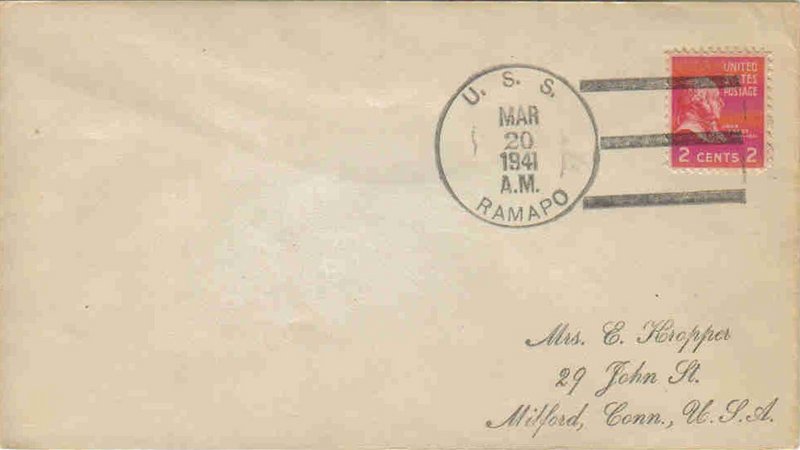 U. S. S.
MAR
20
1941
A.M.
RAMAPO
UNITED
STATES
POSTAGE
2 CENTS 2
Mrs. E. Kropper
29 John St.
Milford, Conn., U.S.A.